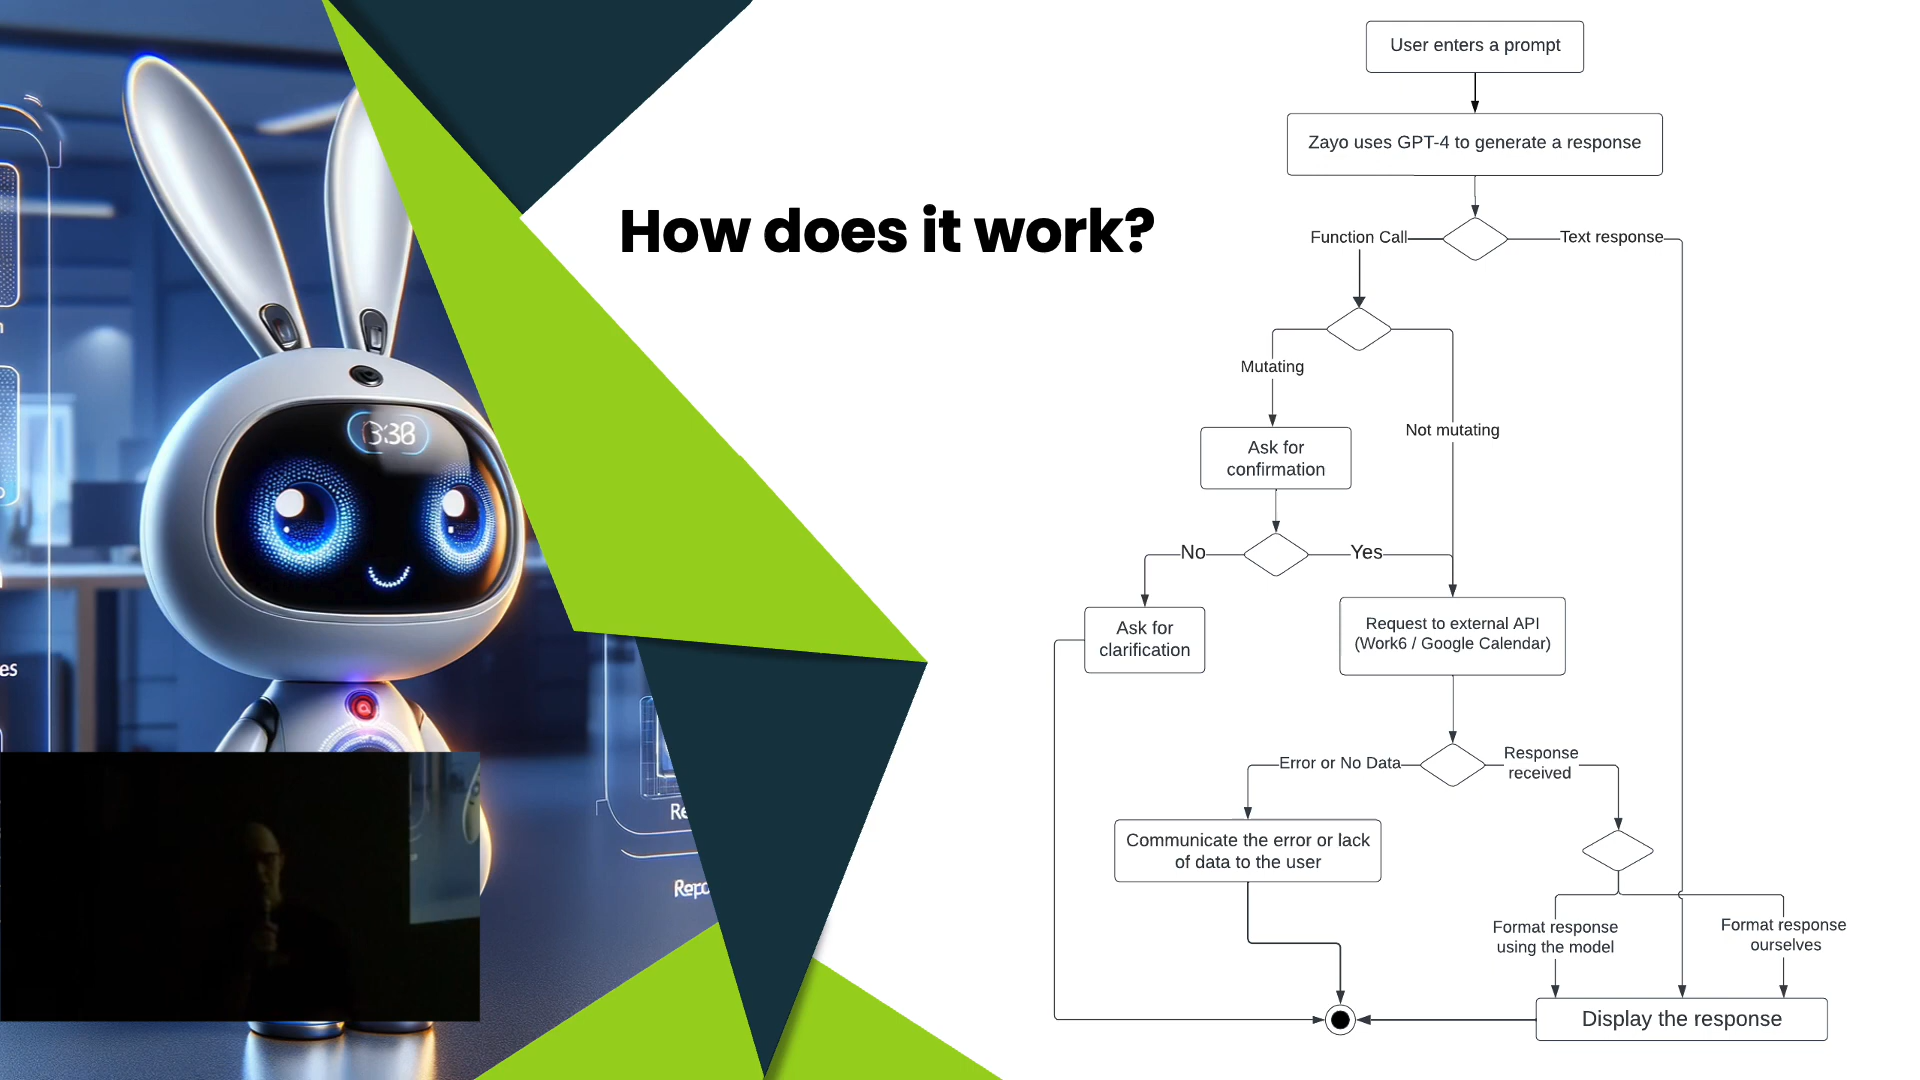 How does it work?
User enters a prompt
Zayo uses GPT-4 to generate a response
Function Call
Text response
Mutating
Not mutating
Ask for
confirmation
No
Yes
Ask for
clarification
Request to external API
(Work6 / Google Calendar)
Error or No Data
Response
received
Communicate the error or lack
of data to the user
Format response
using the model
Format response
ourselves
Display the response
3:38